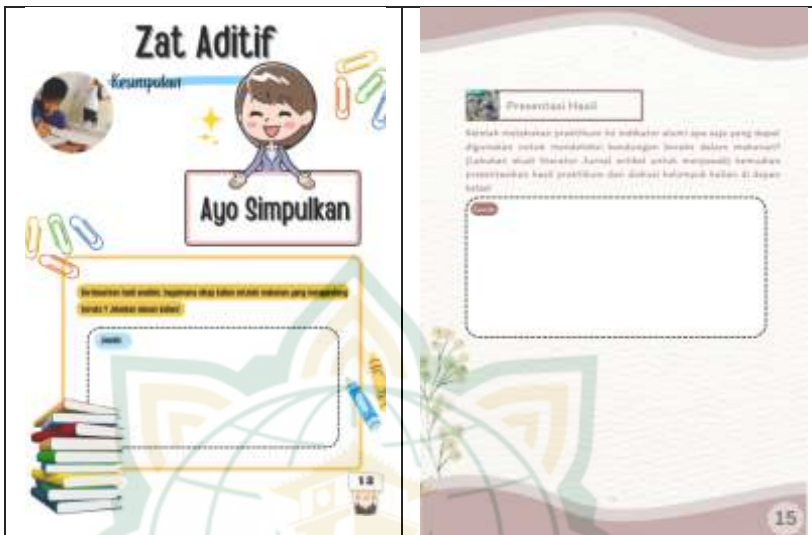 Zat Aditif
Kesimpulan
Ayo Simpulkan
Berdasarkan hasil analisis, bagaimana sikap kalian setelah makanan yang mengandung
boraks ? Jelaskan alasan kalian!
Jawab:
18
Presentasi Hasil
Setelah melakukan praktikum ini indikator alami apa saja yang dapat
digunakan untuk mendeteksi kandungan boraks dalam makanan?
(Lakukan studi literatur Jurnal artikel untuk menjawab) kemudian
presentasikan hasil praktikum dan diskusi kelompok kalian di depan
kelas!
Jawab:
15